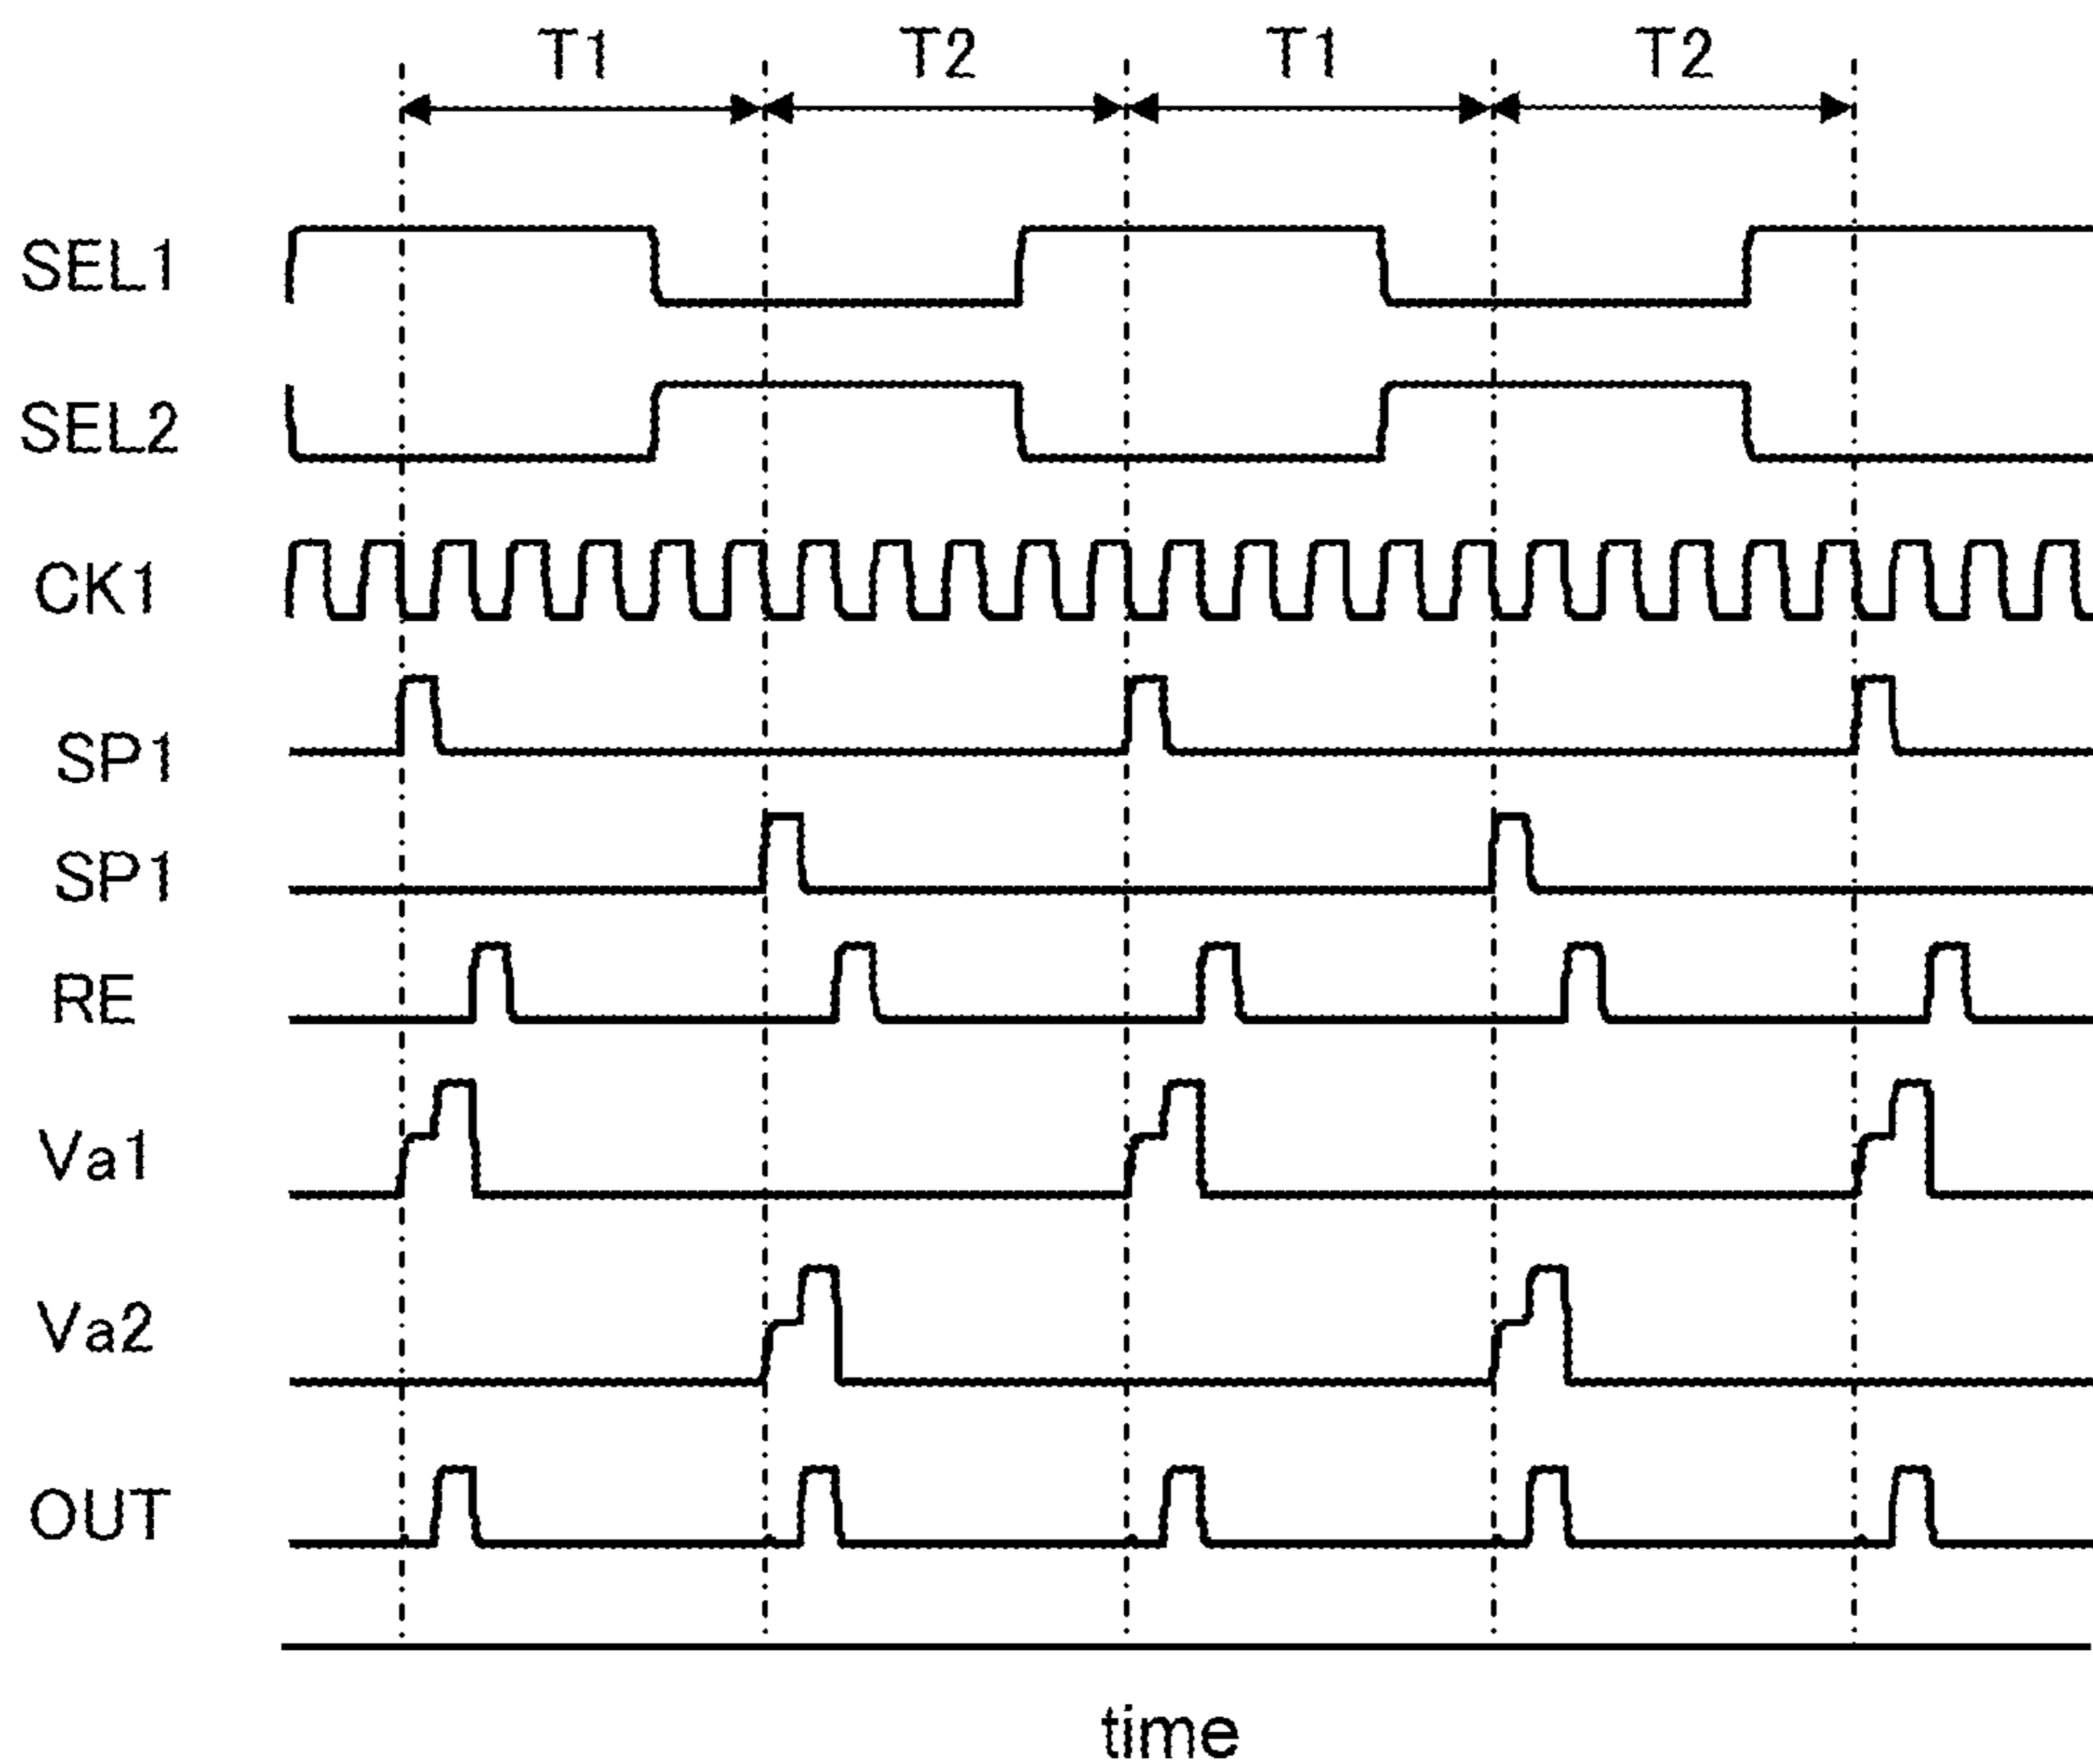 T1 T2 T1 T2
SEL1
SEL2
CK1
SP1
SP1
RE
Va1
Va2
OUT
time